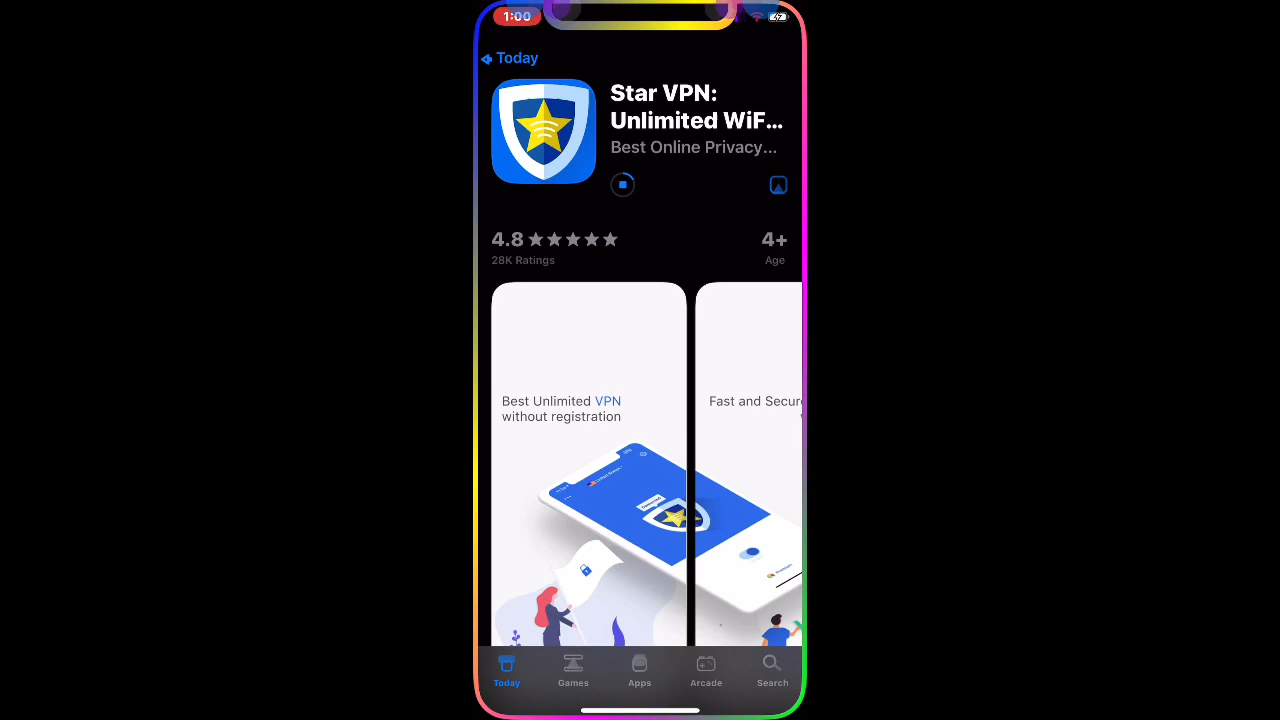 1:00
Today
Star VPN:
Unlimited WiF...
Best Online Privacy...
4.8
4+
28K Ratings
Age
Best Unlimited VPN
without registration
Fast and Secur
Today
Games
Apps
Arcade
Search